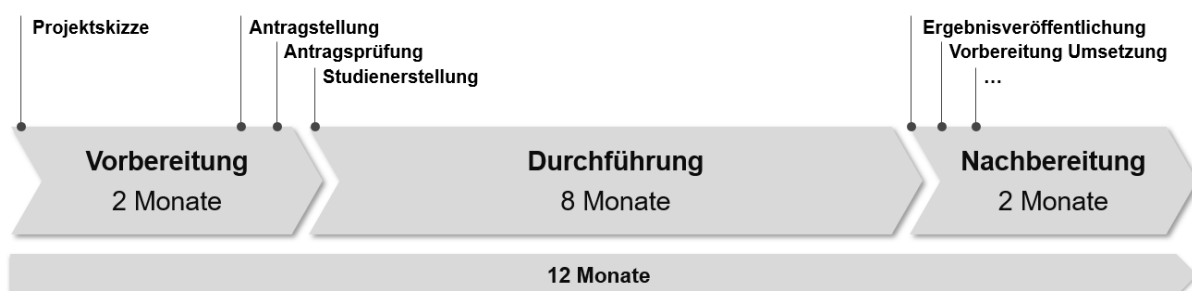 Projektskizze
Antragstellung
Antragsprüfung
Studienerstellung
Ergebnisveröffentlichung
Vorbereitung Umsetzung
…
Vorbereitung
2 Monate
Durchführung
8 Monate
Nachbereitung
2 Monate
12 Monate